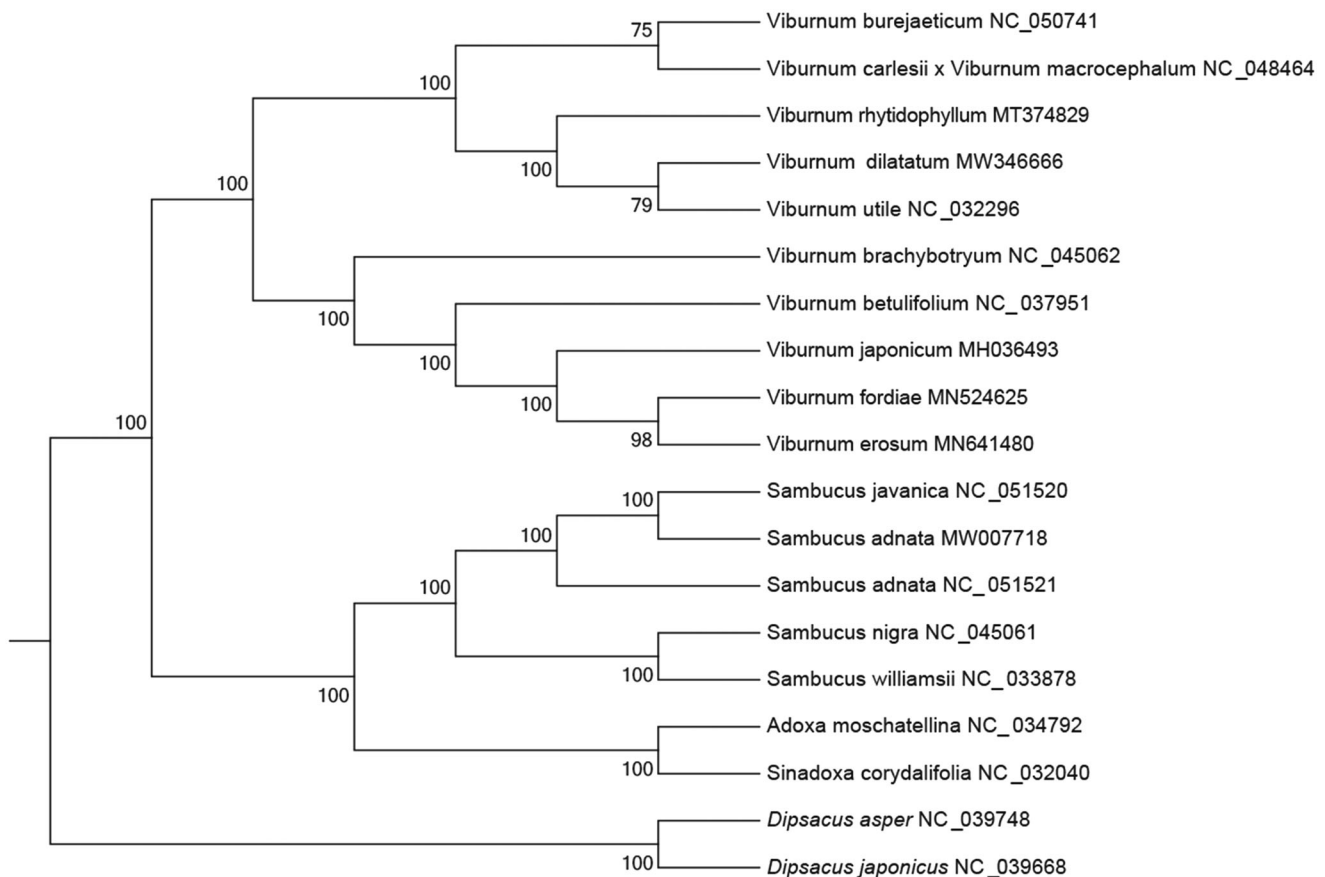 75
Viburnum burejaeticum NC_050741
Viburnum carlesii x Viburnum macrocephalum NC_048464
100
Viburnum rhytidophyllum MT374829
100
Viburnum dilatatum MW346666
79
Viburnum utile NC_032296
100
Viburnum brachybotryum NC_045062
100
Viburnum betulifolium NC_037951
100
Viburnum japonicum MH036493
100
Viburnum fordiae MN524625
98
Viburnum erosum MN641480
100
100
Sambucus javanica NC_051520
100
Sambucus adnata MW007718
100
Sambucus adnata NC_051521
Sambucus nigra NC_045061
100
Sambucus williamsii NC_033878
100
Adoxa moschatellina NC_034792
100
Sinadoxa corydalifolia NC_032040
Dipsacus asper NC_039748
100
Dipsacus japonicus NC_039668